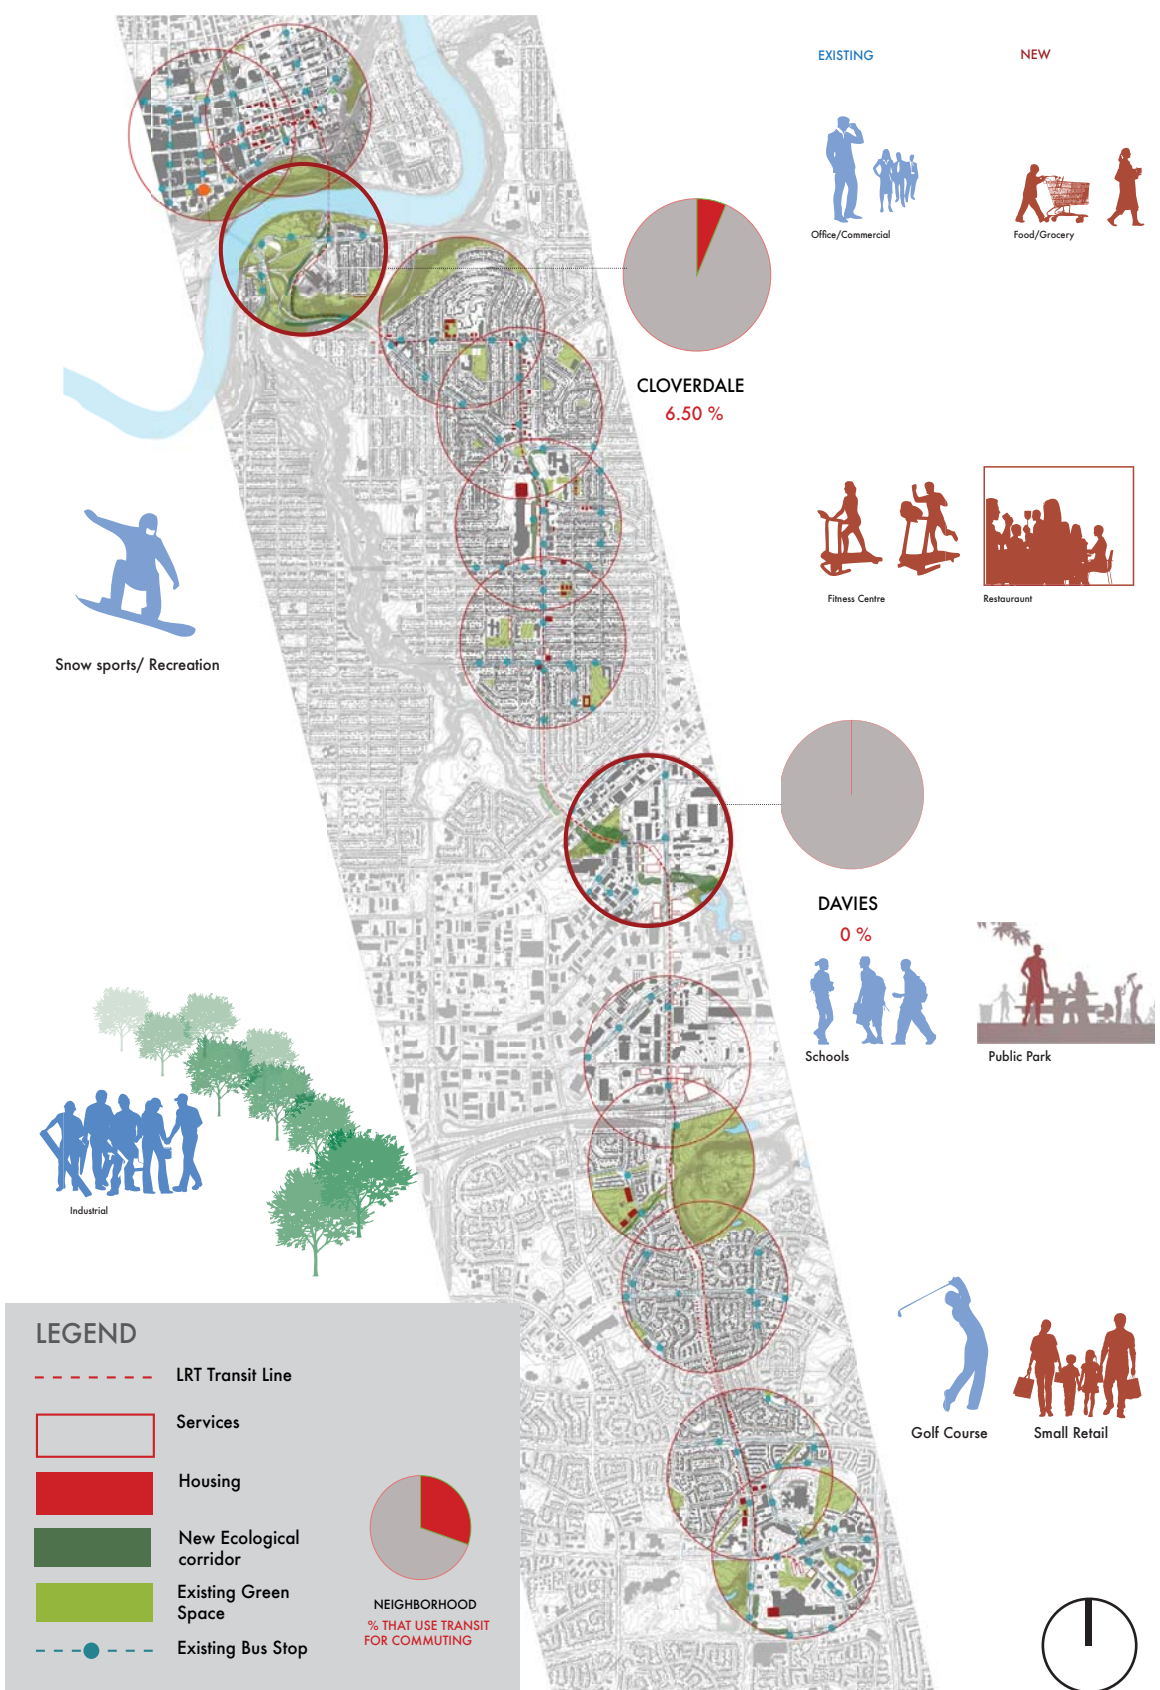 EXISTING
NEW
Office/Commercial
Food/Grocery
CLOVERDALE
6.50 %
Fitness Centre
Restauraunt
Snow sports/ Recreation
DAVIES
0 %
Schools
Public Park
Industrial
Golf Course
Small Retail
LEGEND
LRT Transit Line
Services
Housing
New Ecological
corridor
Existing Green
Space
Existing Bus Stop
NEIGHBORHOOD
% THAT USE TRANSIT
FOR COMMUTING